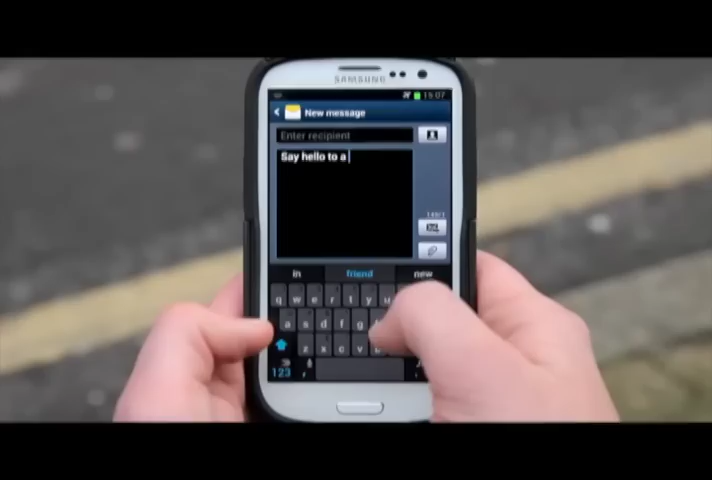 SAMSUNG
15:07
New message
Enter recipient
Say hello to a
in friend new
q w e r t y u
a s d f g
z x c v b
123